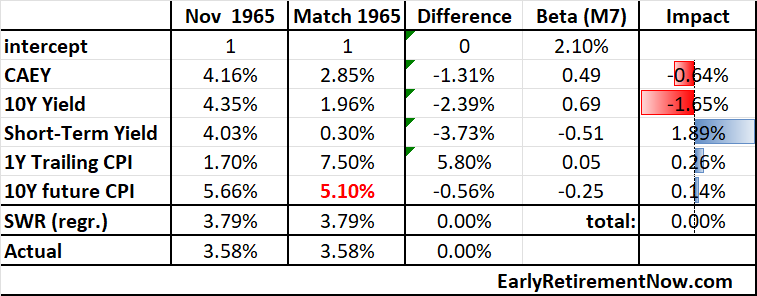 Nov 1965 Match 1965 Difference Beta (M7) Impact
intercept 1 1 0 2.10%
CAEY 4.16% 2.85% -1.31% 0.49 -0.64%
10Y Yield 4.35% 1.96% -2.39% 0.69 -1.65%
Short-Term Yield 4.03% 0.30% -3.73% -0.51 1.89%
1Y Trailing CPI 1.70% 7.50% 5.80% 0.05 0.26%
10Y future CPI 5.66% 5.10% -0.56% -0.25 0.14%
SWR (regr.) 3.79% 3.79% 0.00% total: 0.00%
Actual 3.58% 3.58% 0.00%
EarlyRetirementNow.com